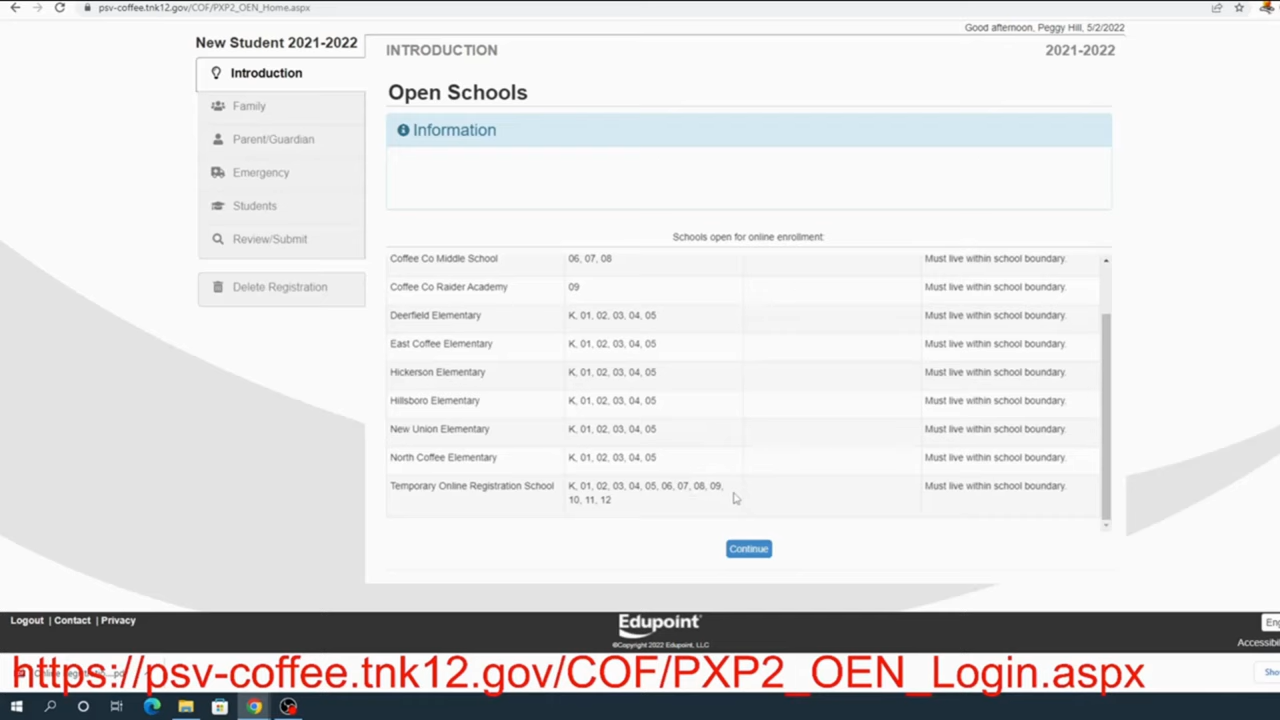 psv-coffee.tnk12.gov/COF/PXP2_OEN_Home.aspx
Good afternoon, Peggy Hill, 5/2/2022
New Student 2021-2022
INTRODUCTION
2021-2022
Introduction
Family
Parent/Guardian
Emergency
Students
Review/Submit
Delete Registration
Open Schools
Information
Schools open for online enrollment:
Coffee Co Middle School 06, 07, 08 Must live within school boundary.
Coffee Co Raider Academy 09 Must live within school boundary.
Deerfield Elementary K, 01, 02, 03, 04, 05 Must live within school boundary.
East Coffee Elementary K, 01, 02, 03, 04, 05 Must live within school boundary.
Hickerson Elementary K, 01, 02, 03, 04, 05 Must live within school boundary.
Hillsboro Elementary K, 01, 02, 03, 04, 05 Must live within school boundary.
New Union Elementary K, 01, 02, 03, 04, 05 Must live within school boundary.
North Coffee Elementary K, 01, 02, 03, 04, 05 Must live within school boundary.
Temporary Online Registration School K, 01, 02, 03, 04, 05, 06, 07, 08, 09, Must live within school boundary.
10, 11, 12
Continue
Logout | Contact | Privacy
Edupoint
©Copyright 2022 Edupoint, LLC
Eng
Accessibi
https://psv-coffee.tnk12.gov/COF/PXP2_OEN_Login.aspx
Sho